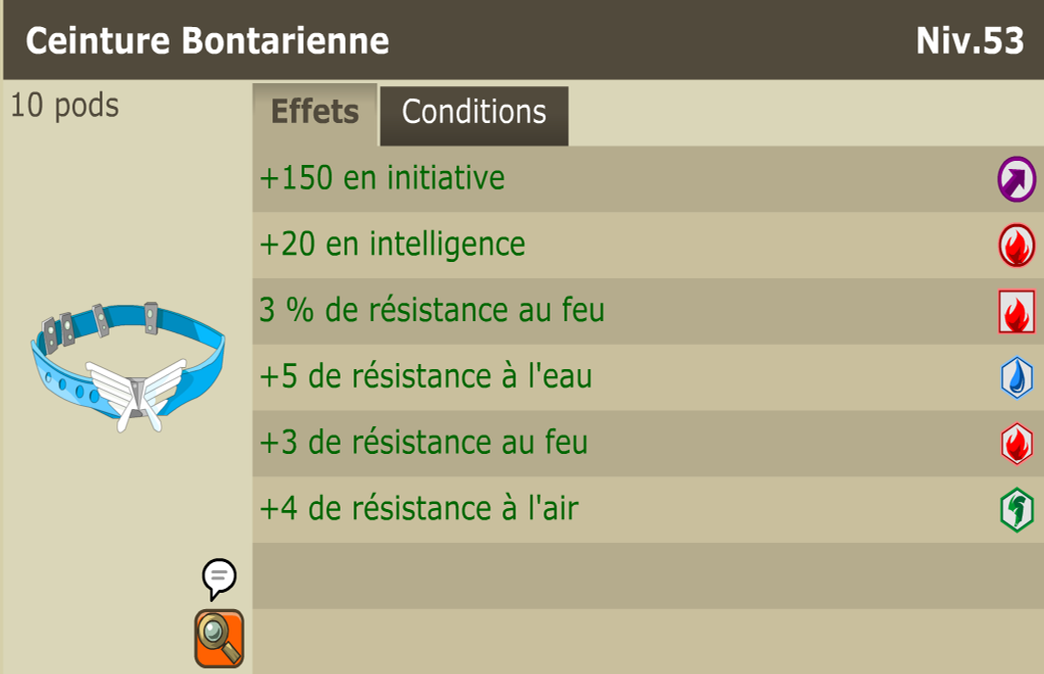 Ceinture Bontarienne
Niv.53
10 pods
Effets
Conditions
+150 en initiative
+20 en intelligence
3 % de résistance au feu
+5 de résistance à l'eau
+3 de résistance au feu
+4 de résistance à l'air